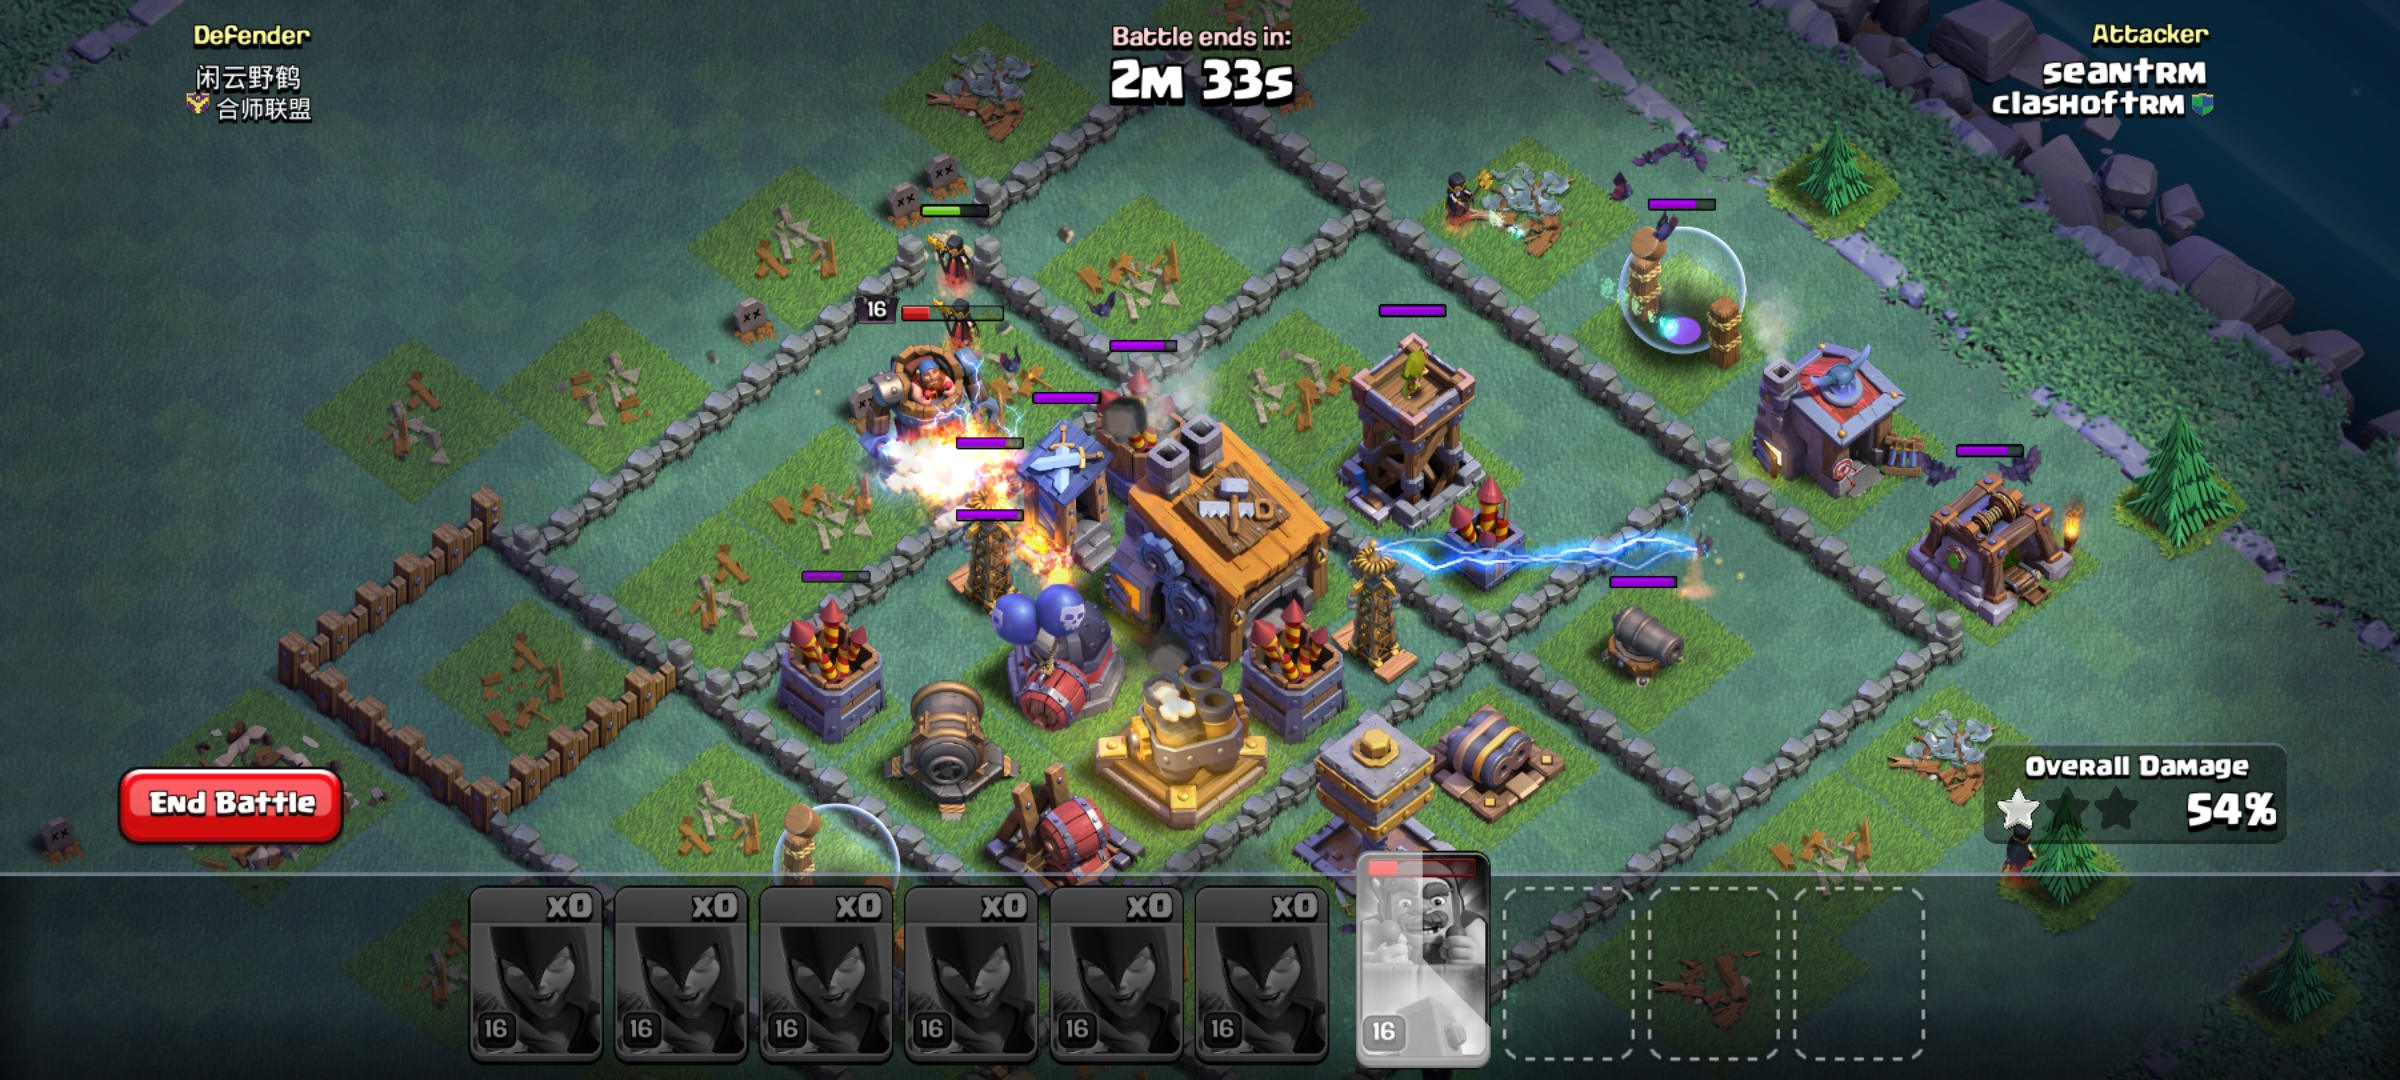 Defender
闲云野鹤
合师联盟
Battle ends in:
2M 33s
Attacker
seantRM
clashoftRM
16
End Battle
Overall Damage
54%
x0 x0 x0 x0 x0 x0
16 16 16 16 16 16 16